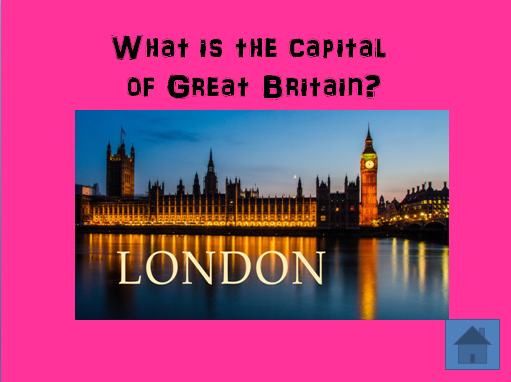 What is the capital
of Great Britain?
LONDON